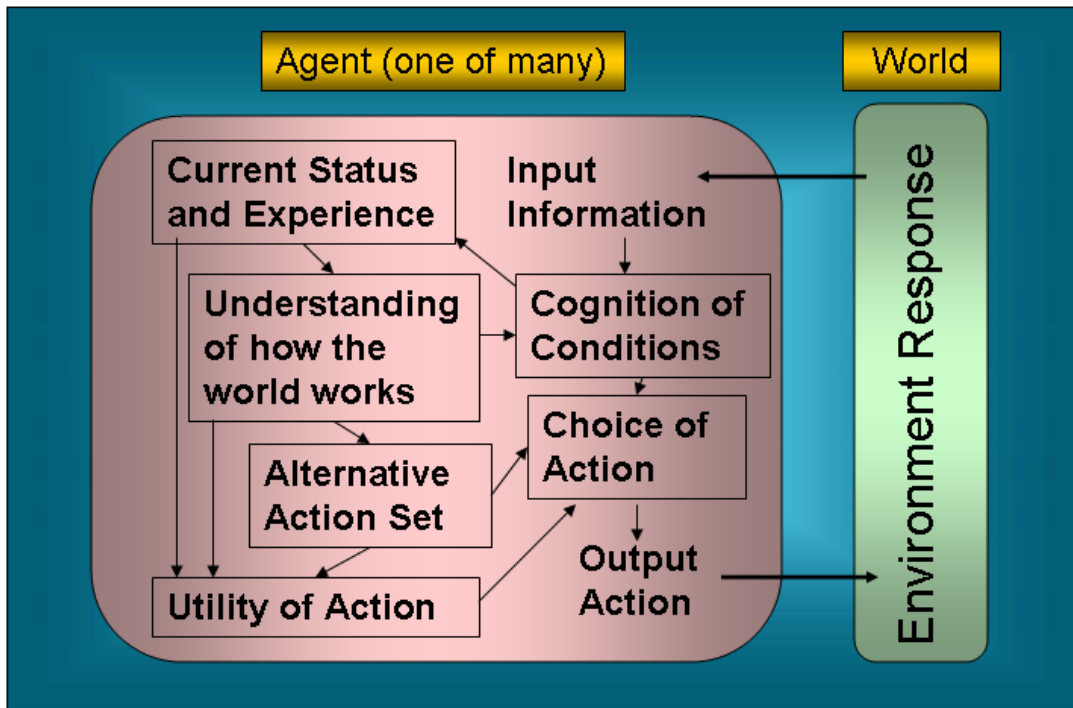 Agent (one of many)
World
Current Status
and Experience
Input
Information
Understanding
of how the
world works
Cognition of
Conditions
Alternative
Action Set
Choice of
Action
Utility of Action
Output
Action
Environment Response